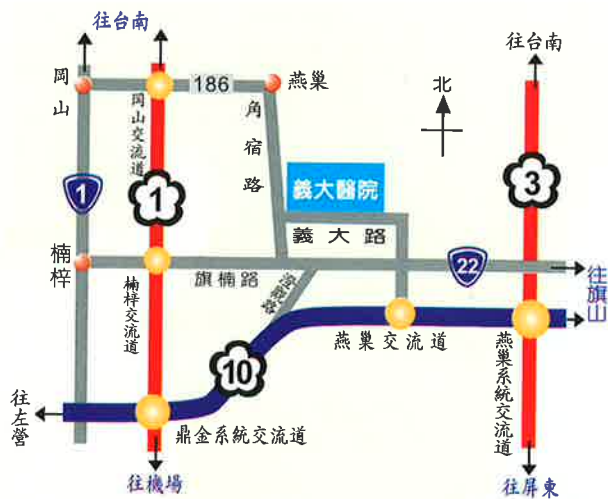 往台南
往台南
岡山
岡山交流道
186
燕巢
角宿路
北
1
1
3
義大醫院
義大路
楠梓
楠梓交流道
旗楠路
澄觀路
22
往旗山
燕巢交流道
燕巢系統交流道
10
往左營
鼎金系統交流道
往機場
往屏東